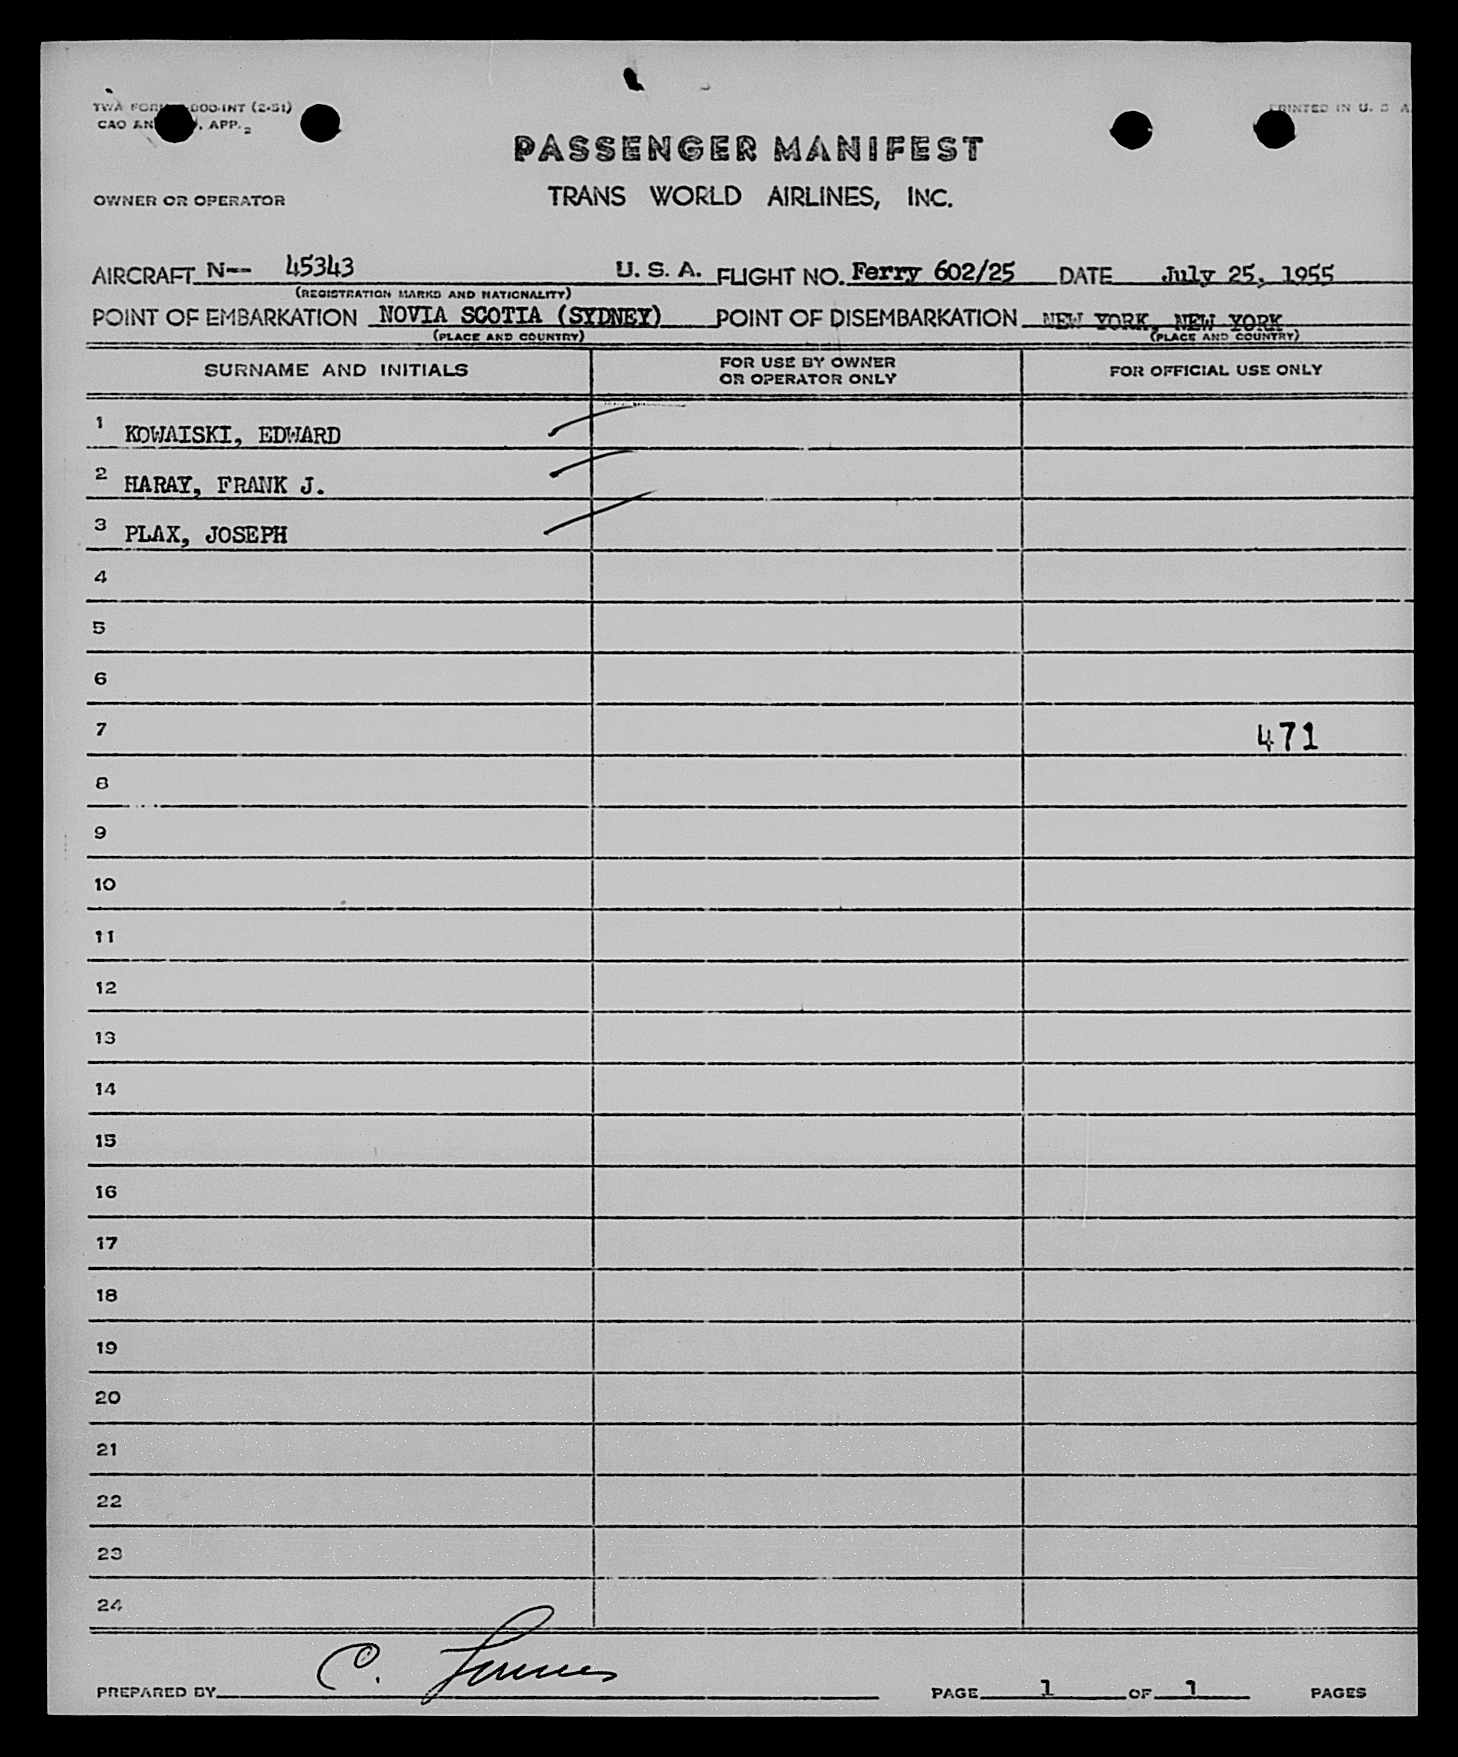 TWA FORM 000-INT (2-51)
CAO AN , APP. 2
PRINTED IN U. S. A.
PASSENGER MANIFEST
TRANS WORLD AIRLINES, INC.
OWNER OR OPERATOR
AIRCRAFT N-- 45343 U. S. A. FLIGHT NO. Ferry 602/25 DATE July 25, 1955
(REGISTRATION MARKS AND NATIONALITY)
POINT OF EMBARKATION NOVIA SCOTIA (SYDNEY) POINT OF DISEMBARKATION NEW YORK, NEW YORK
(PLACE AND COUNTRY) (PLACE AND COUNTRY)
SURNAME AND INITIALS FOR USE BY OWNER OR OPERATOR ONLY FOR OFFICIAL USE ONLY
1 KOWAISKI, EDWARD
2 HARAY, FRANK J.
3 PLAX, JOSEPH
4
5
6
7 471
8
9
10
11
12
13
14
15
16
17
18
19
20
21
22
23
24
PREPARED BY C. PAGE 1 OF 1 PAGES